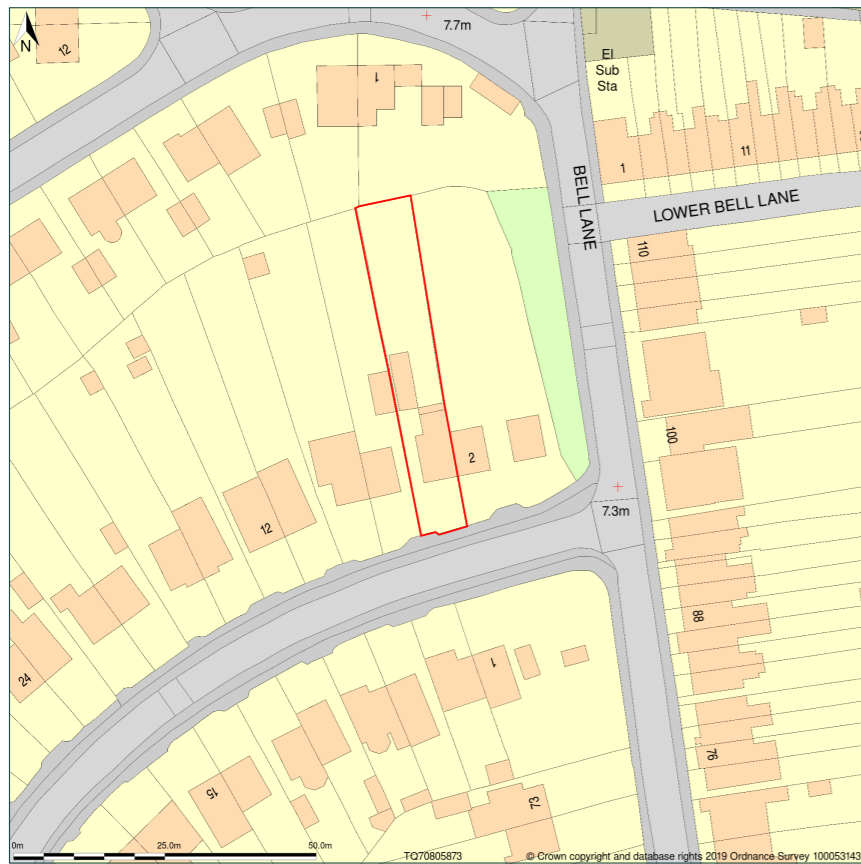 N
12
7.7m
1
El
Sub
Sta
1
11
BELL LANE
LOWER BELL LANE
110
100
2
12
7.3m
88
24
1
76
15
73
0m
25.0m
50.0m
TQ70805873
© Crown copyright and database rights 2019 Ordnance Survey 100053143